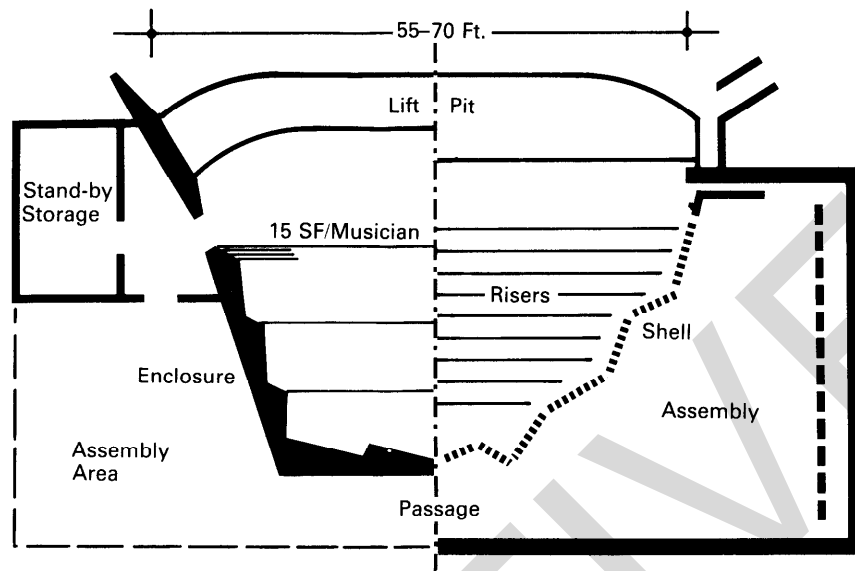 55–70 Ft.
Lift Pit
Stand-by
Storage
15 SF/Musician
Risers
Shell
Enclosure
Assembly
Assembly
Area
Passage